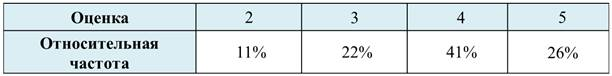 Оценка 2 3 4 5
Относительная
частота 11% 22% 41% 26%